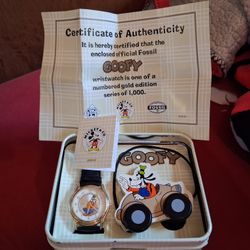 Certificate of Authenticity
It is hereby certified that the
enclosed official Fossil
GOOFY
wristwatch is one of a
numbered gold edition
series of 1,000.
FOSSIL
GOOFY